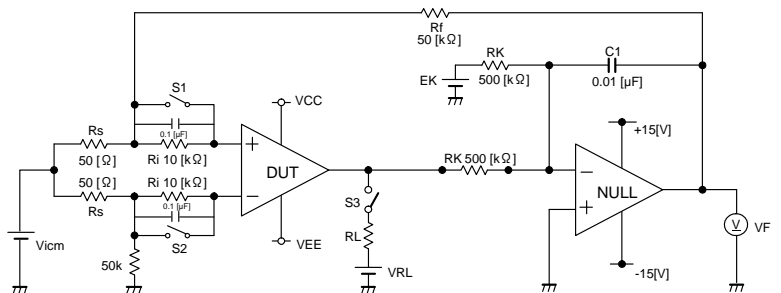 Rf
50 [kΩ]
RK
500 [kΩ]
C1
0.01 [μF]
EK
S1
0.1 [μF]
VCC
Rs
50 [Ω]
Ri 10 [kΩ]
+15[V]
DUT
RK 500 [kΩ]
NULL
50 [Ω]
Rs
Ri 10 [kΩ]
0.1 [μF]
S2
S3
V
VF
Vicm
50k
VEE
RL
VRL
-15[V]